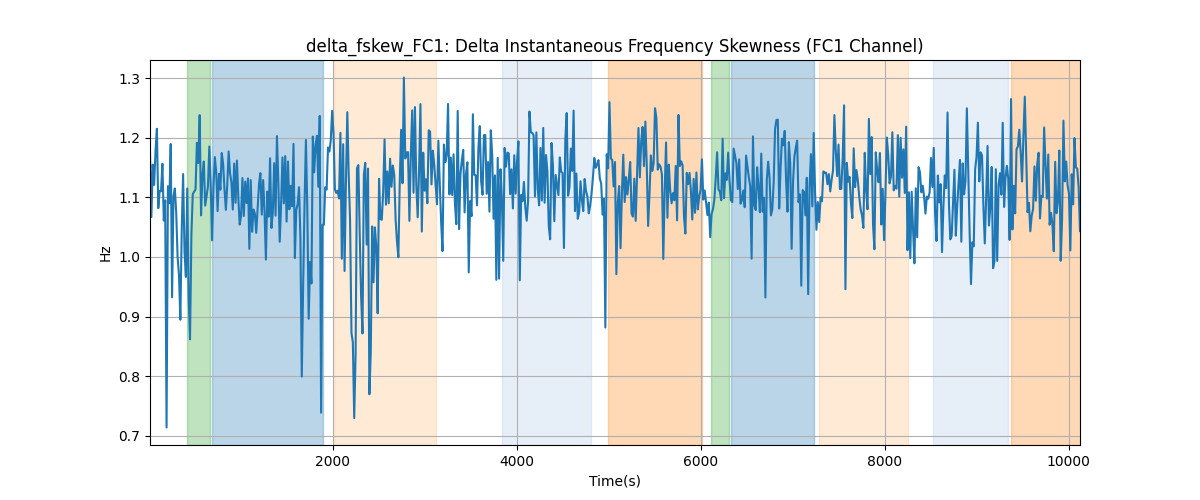 delta_fskew_FC1: Delta Instantaneous Frequency Skewness (FC1 Channel)
1.3
1.2
1.1
1.0
0.9
0.8
0.7
Hz
2000 4000 6000 8000 10000
Time(s)